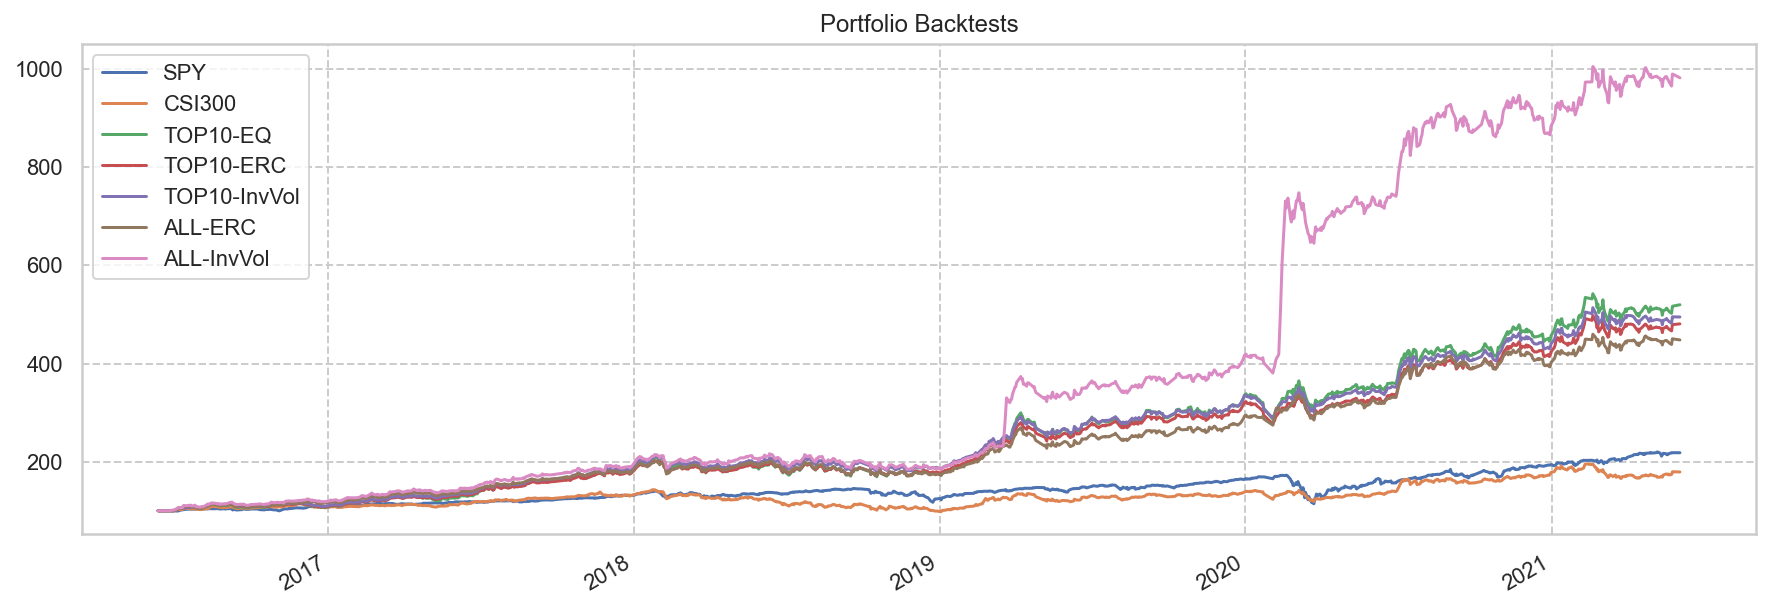 Portfolio Backtests
1000
800
600
400
200
SPY
CSI300
TOP10-EQ
TOP10-ERC
TOP10-InvVol
ALL-ERC
ALL-InvVol
2017
2018
2019
2020
2021